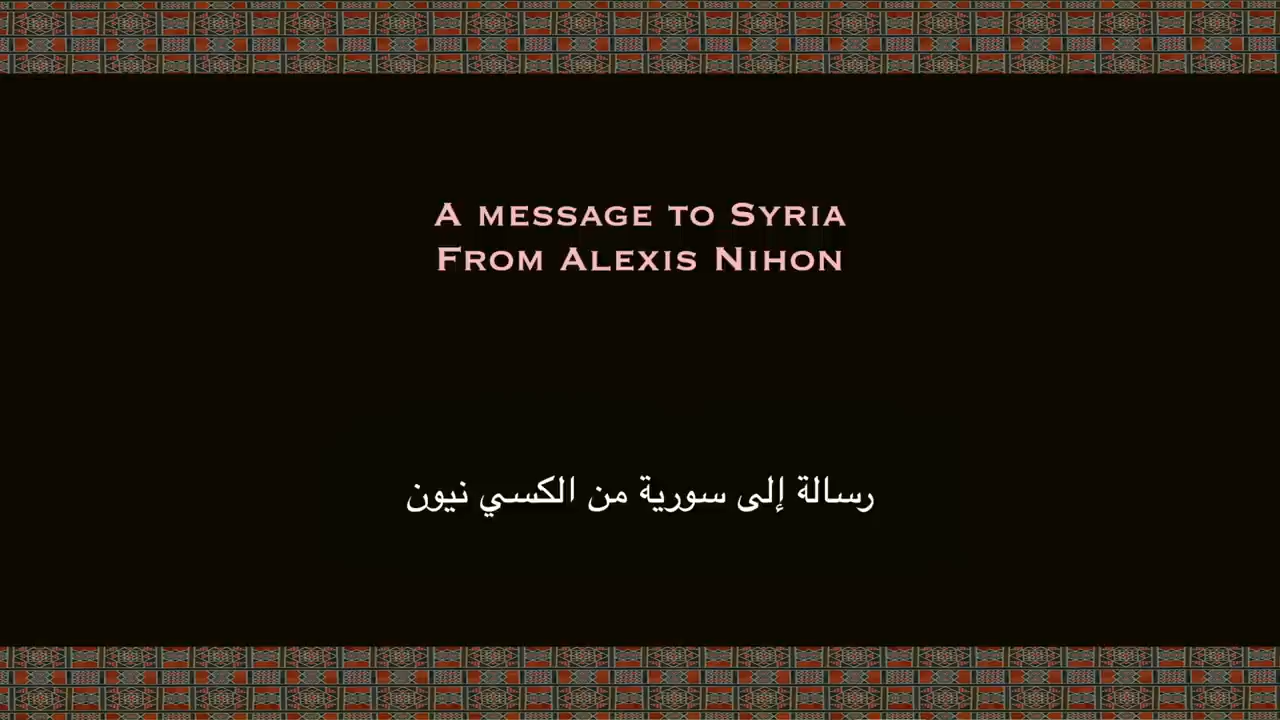 A MESSAGE TO SYRIA
FROM ALEXIS NIHON
رسالة إلى سورية من الكسي نيون